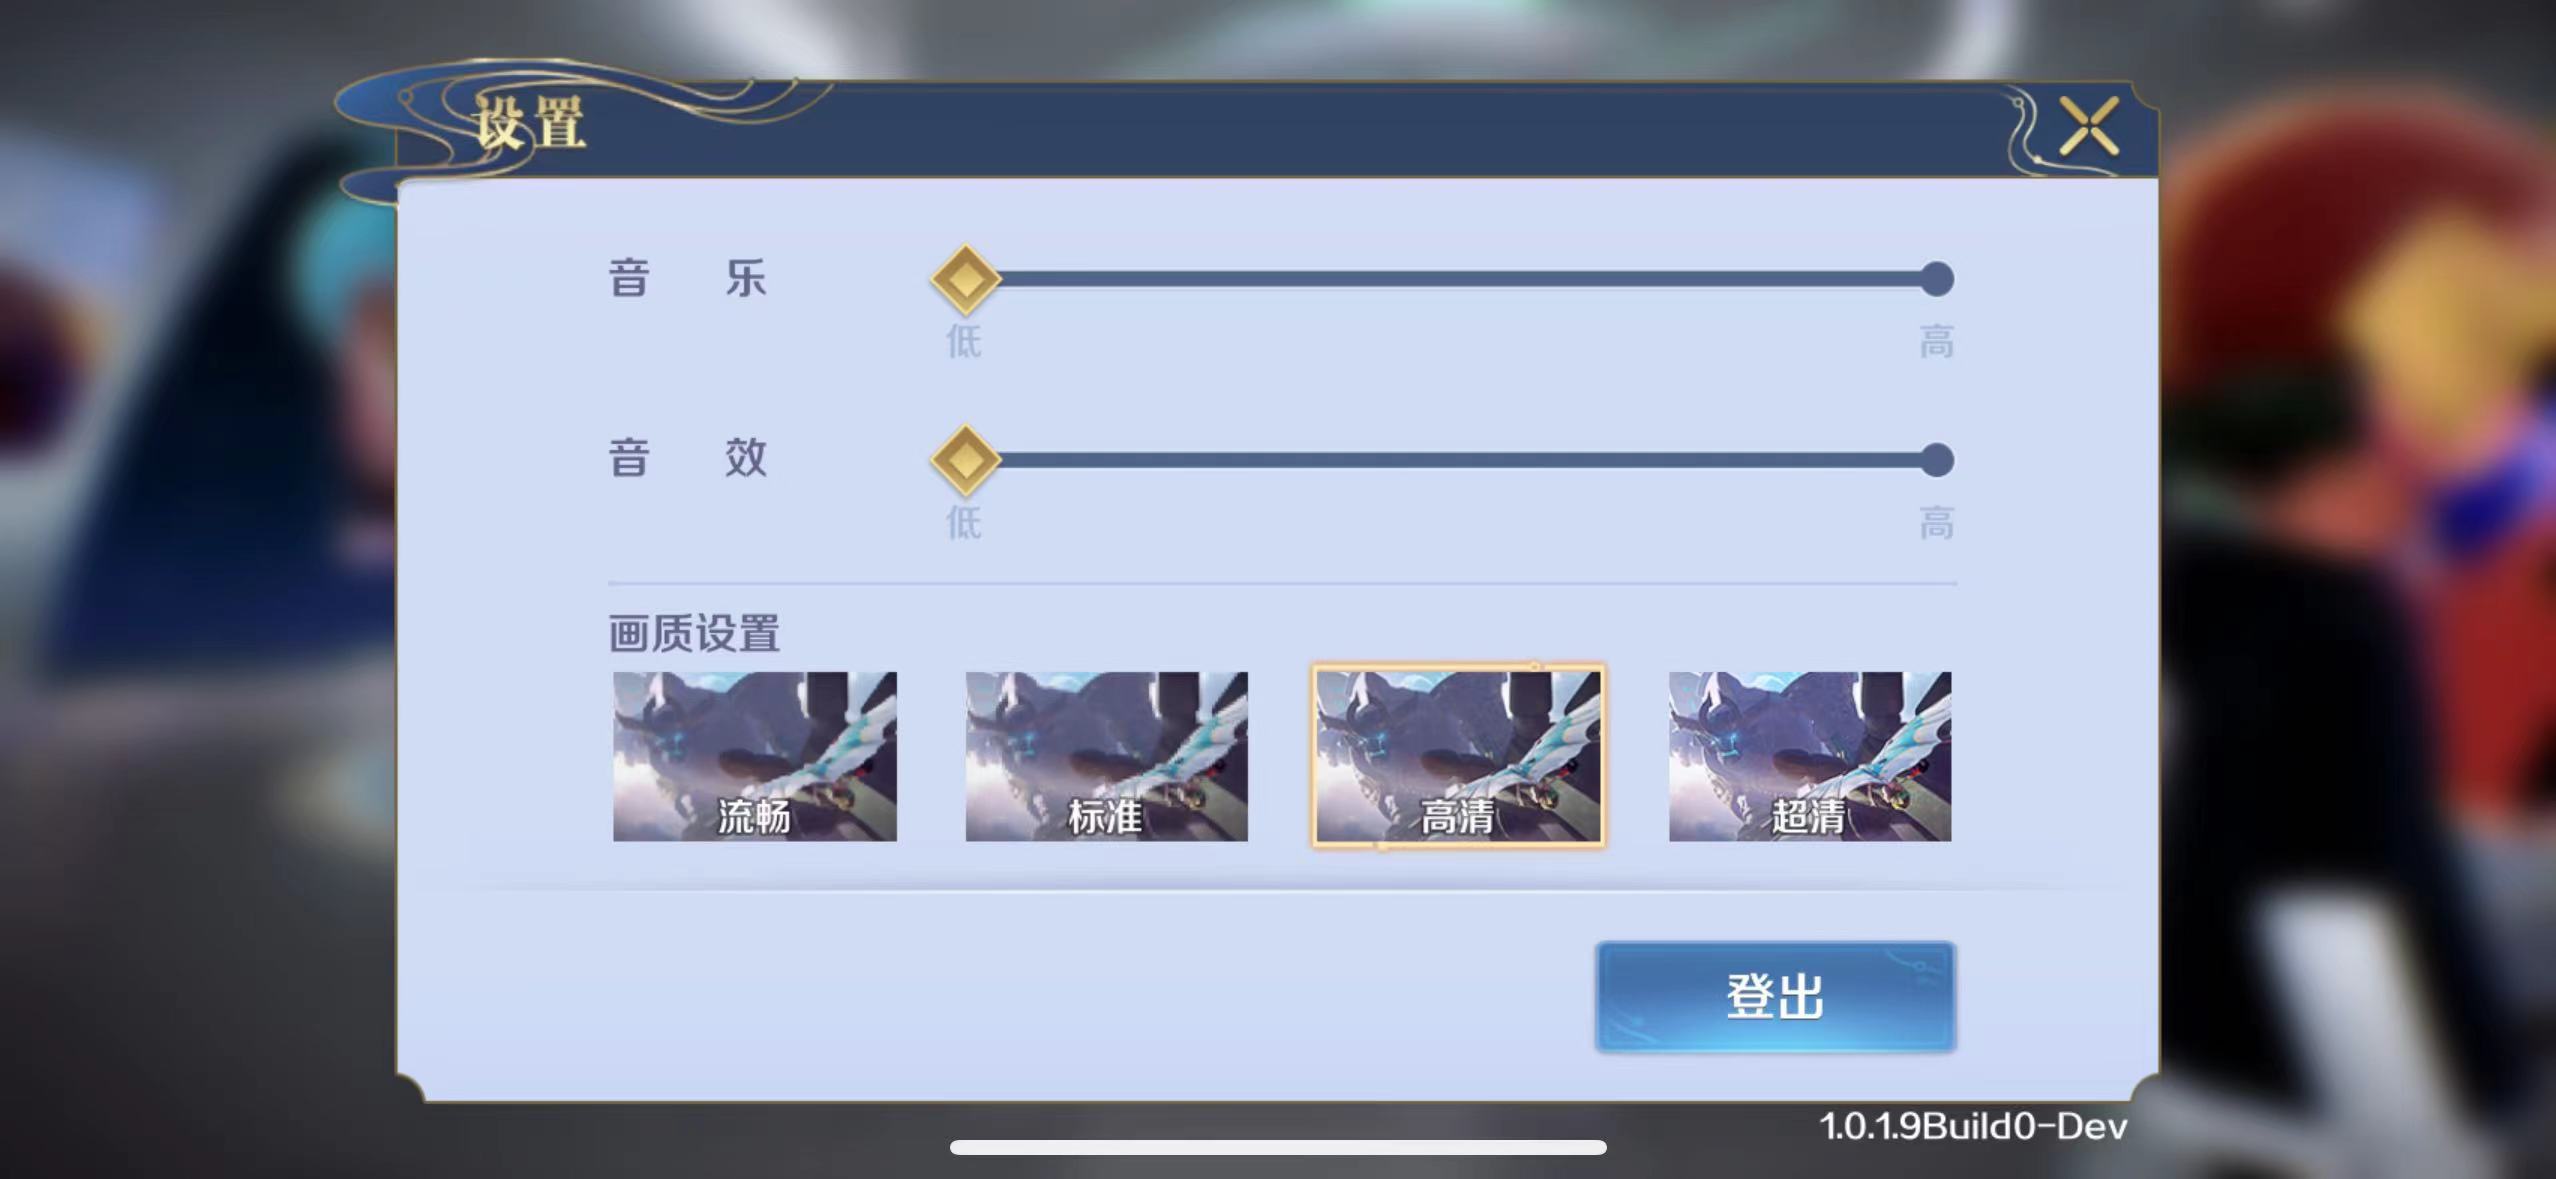 设置
音 乐
低 高
音 效
低 高
画质设置
流畅 标准 高清 超清
登出
1.0.1.9Build0-Dev